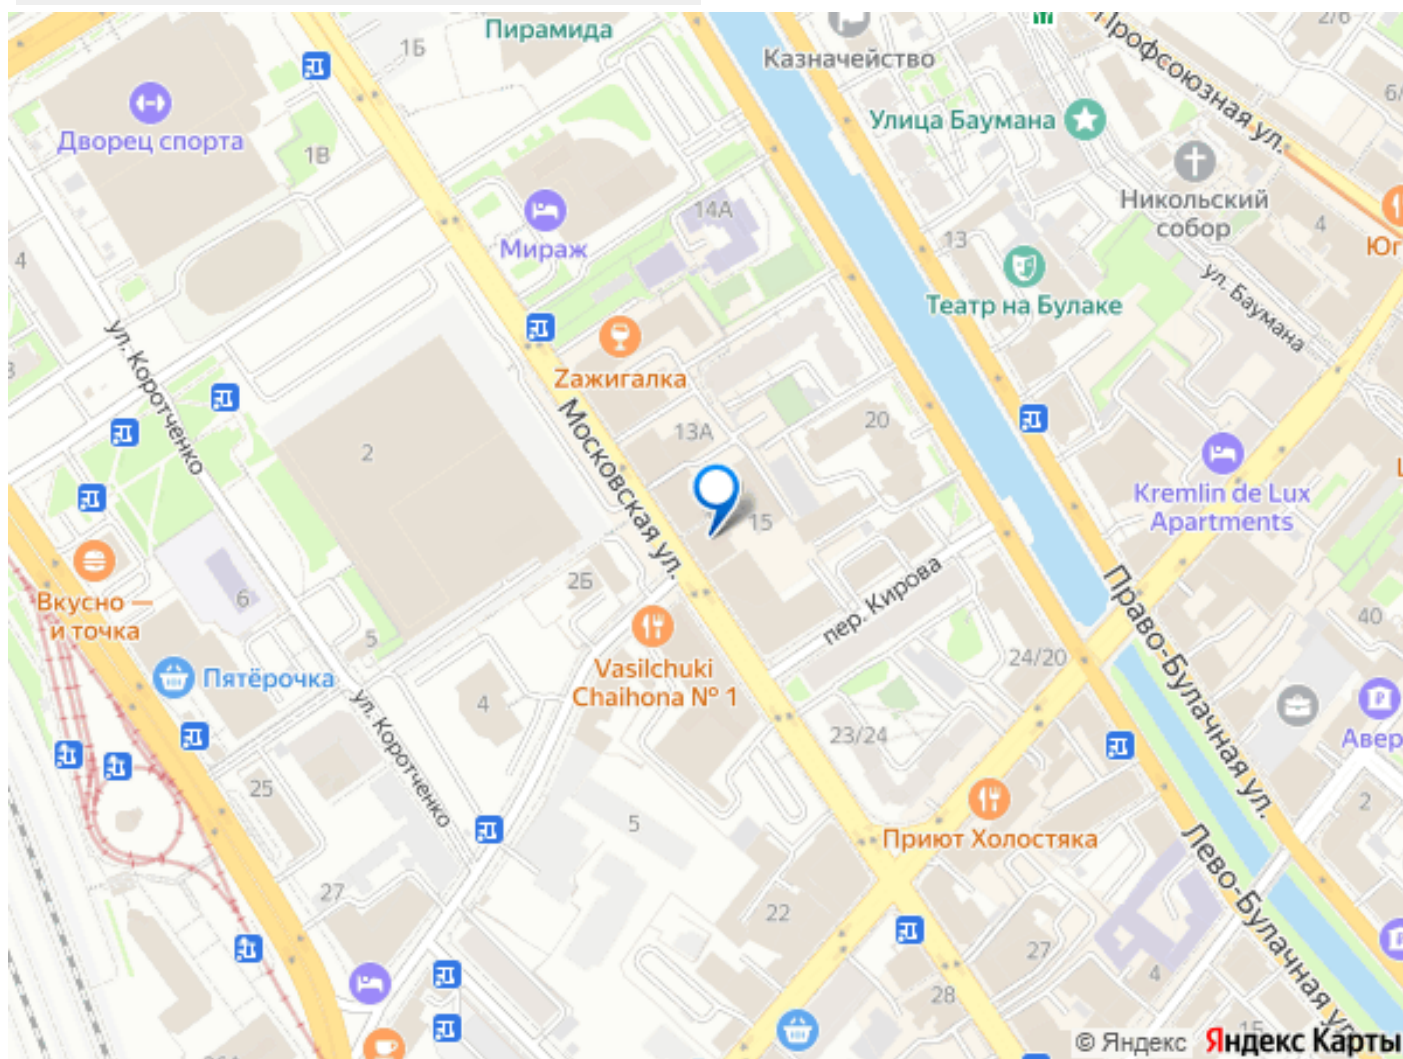 Пирамида
1Б
Казначейство
2/6
Профсоюзная ул.
6/
Дворец спорта
1В
Улица Баумана
Никольский
собор
4
Юг
Мираж
14А
13
Театр на Булаке
ул. Баумана
4
3
ул. Коротченко
Zажигалка
Московская ул.
13А
20
2
15
Kremlin de Lux
Apartments
Вкусно —
и точка
6
5
2Б
Vasilchuki
Chaihona № 1
пер. Кирова
24/20
Право-Булачная ул.
40
Пятёрочка
ул. Коротченко
4
23/24
Авер
25
5
Приют Холостяка
2
Лево-Булачная ул.
27
22
27
4
28
15
© Яндекс Яндекс Карты